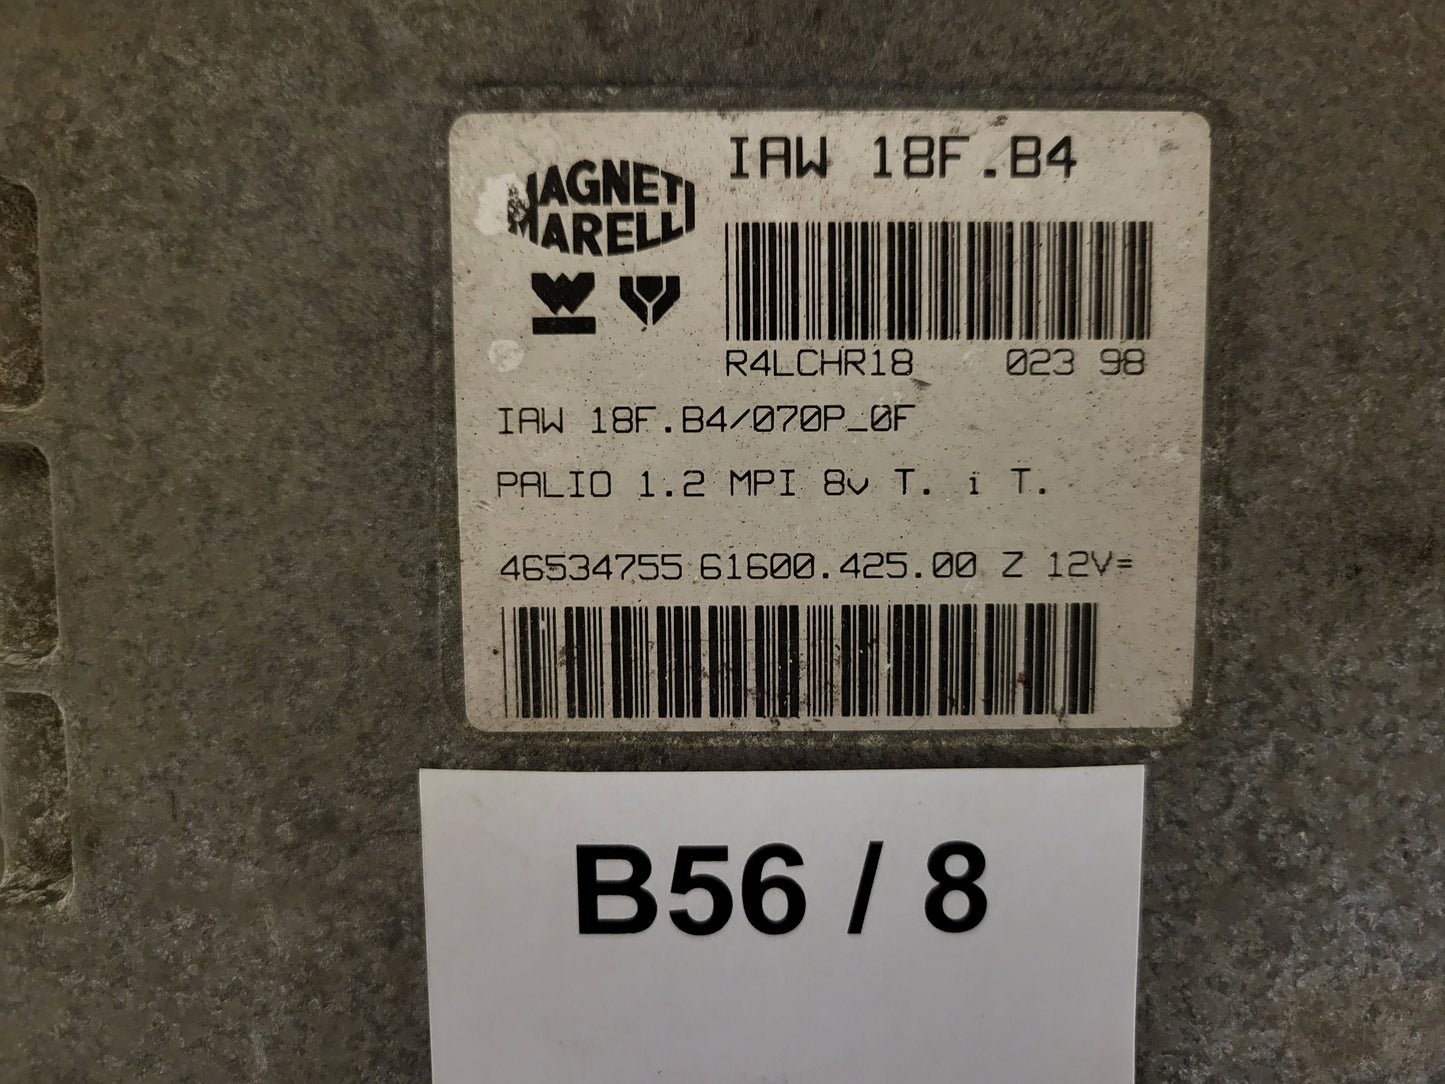 MAGNETI
MARELLI
IAW 18F.B4
R4LCHR18 023 98
IAW 18F.B4/070P_0F
PALIO 1.2 MPI 8v T. i T.
46534755 61600.425.00 Z 12V=
B56 / 8